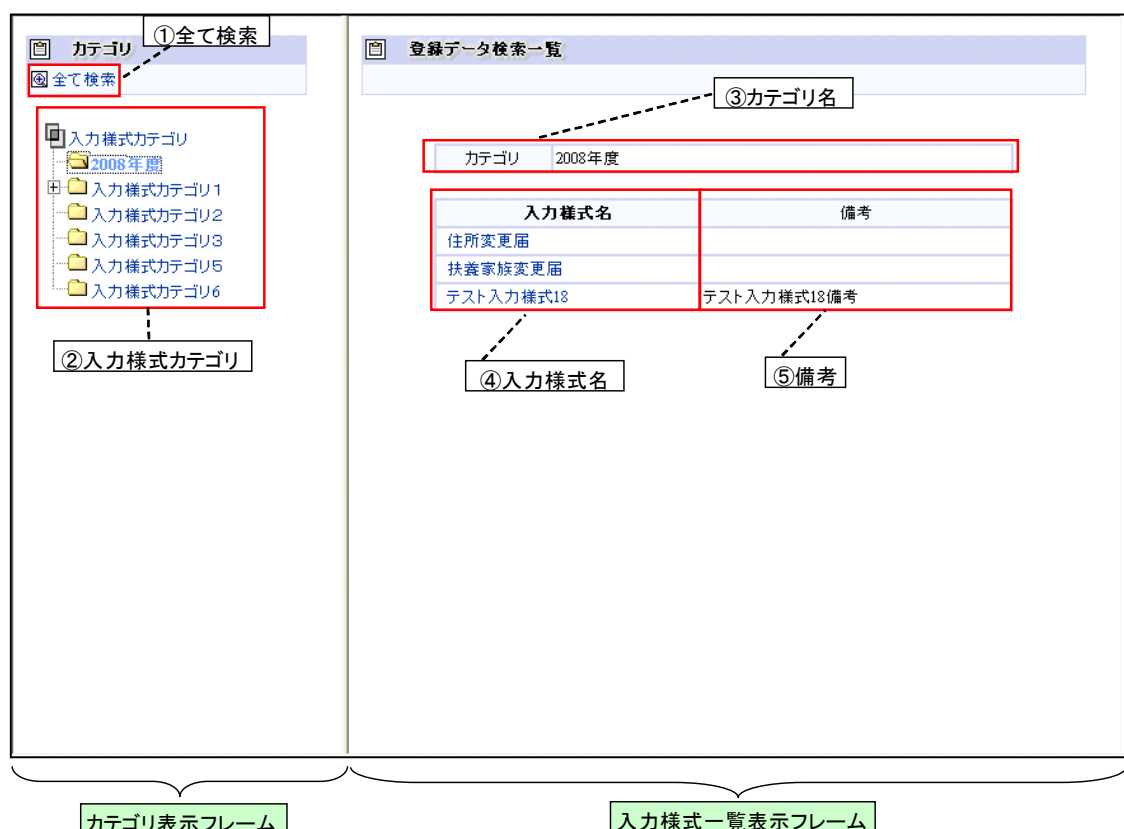 ①全て検索
カテゴリ
全て検索
入力様式カテゴリ
2008年度
入力様式カテゴリ1
入力様式カテゴリ2
入力様式カテゴリ3
入力様式カテゴリ5
入力様式カテゴリ6
②入力様式カテゴリ
登録データ検索一覧
③カテゴリ名
カテゴリ 2008年度
入力様式名 備考
住所変更届
扶養家族変更届
テスト入力様式18 テスト入力様式18備考
④入力様式名 ⑤備考
カテゴリ表示フレーム 入力様式一覧表示フレーム